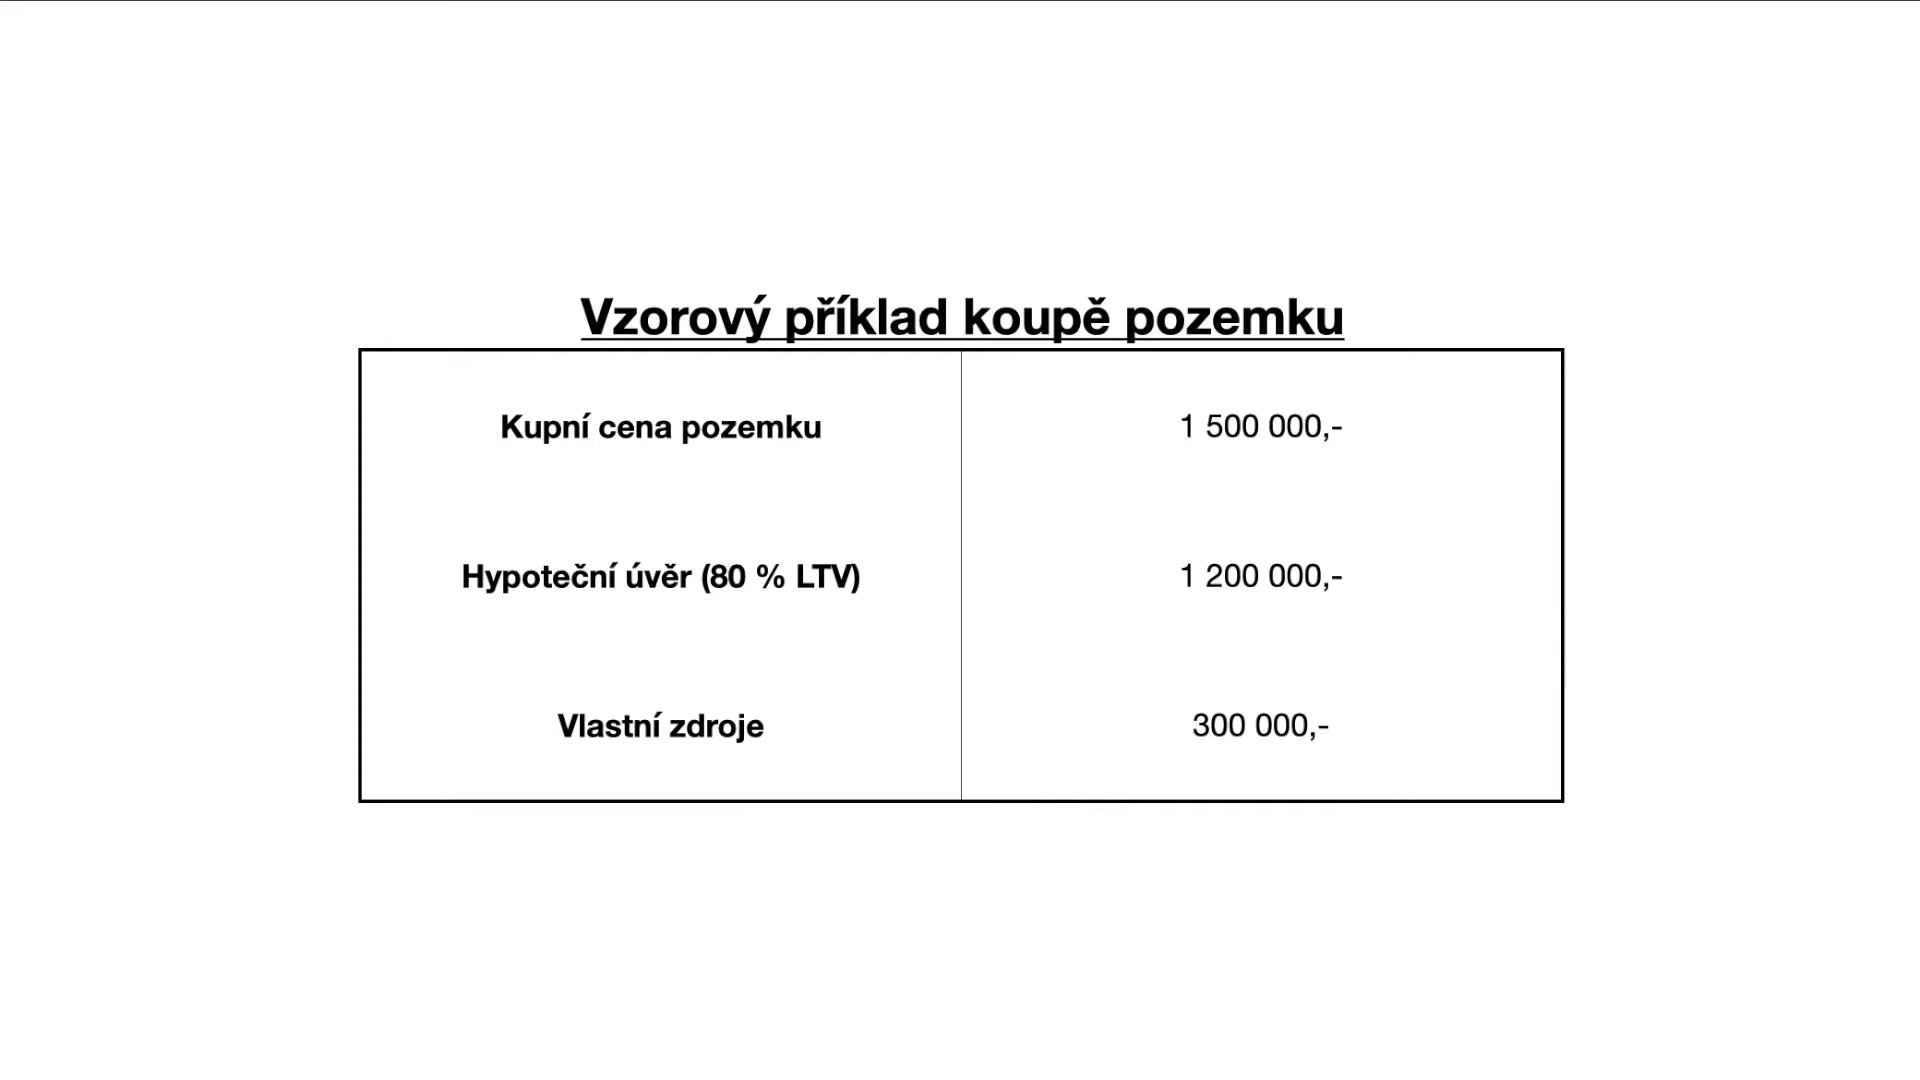 Vzorový příklad koupě pozemku
Kupní cena pozemku 1 500 000,-
Hypoteční úvěr (80 % LTV) 1 200 000,-
Vlastní zdroje 300 000,-